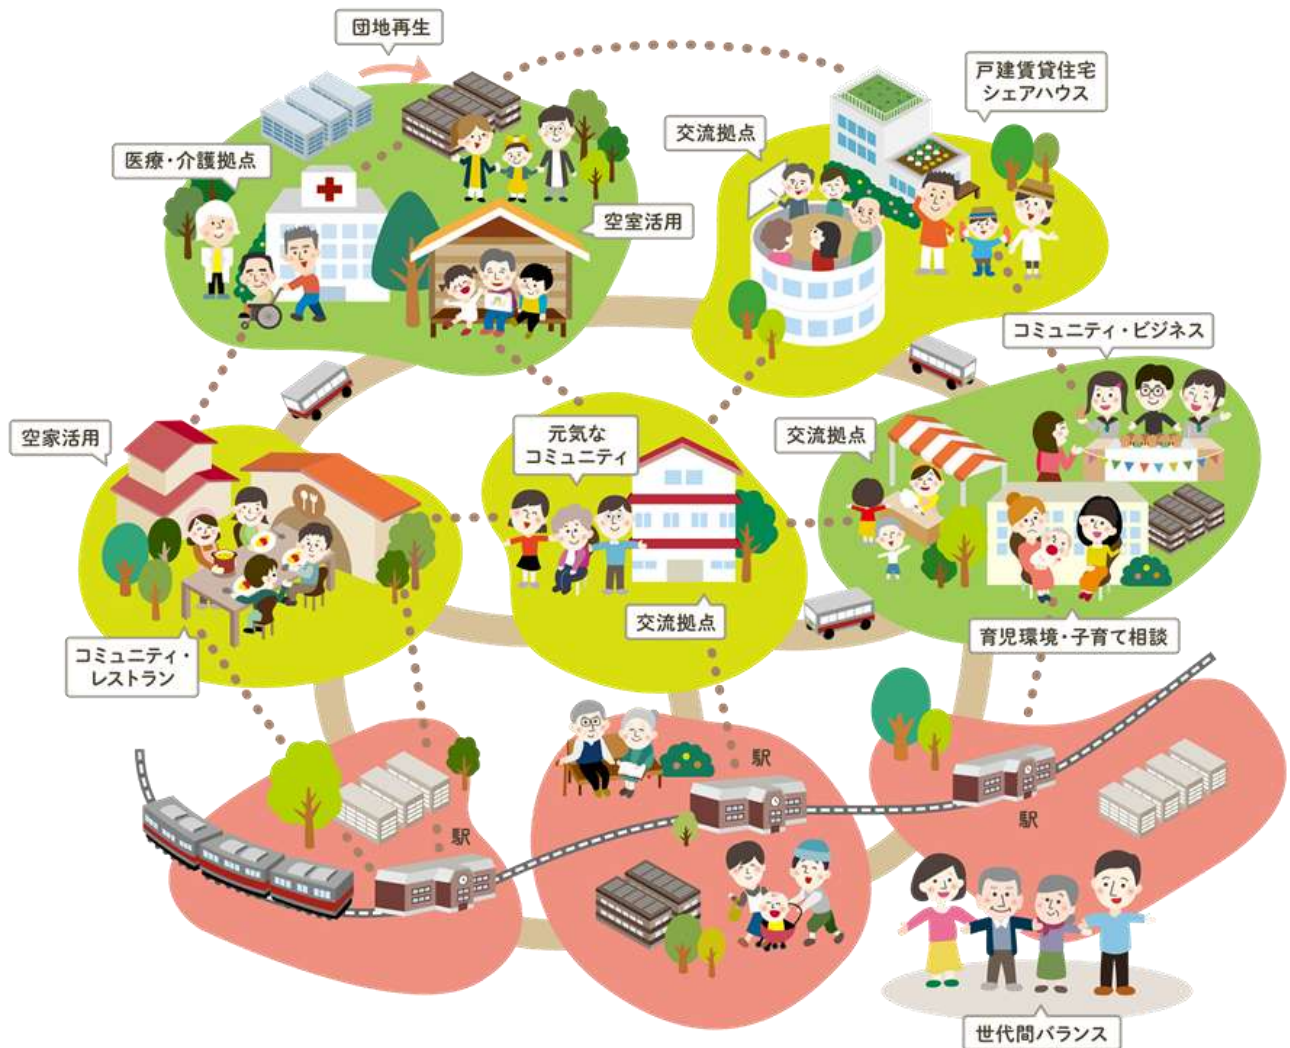 団地再生
戸建賃貸住宅
シェアハウス
交流拠点
医療・介護拠点
空室活用
コミュニティ・ビジネス
空家活用
元気な
コミュニティ
交流拠点
交流拠点
育児環境・子育て相談
コミュニティ・
レストラン
駅
駅
駅
世代間バランス